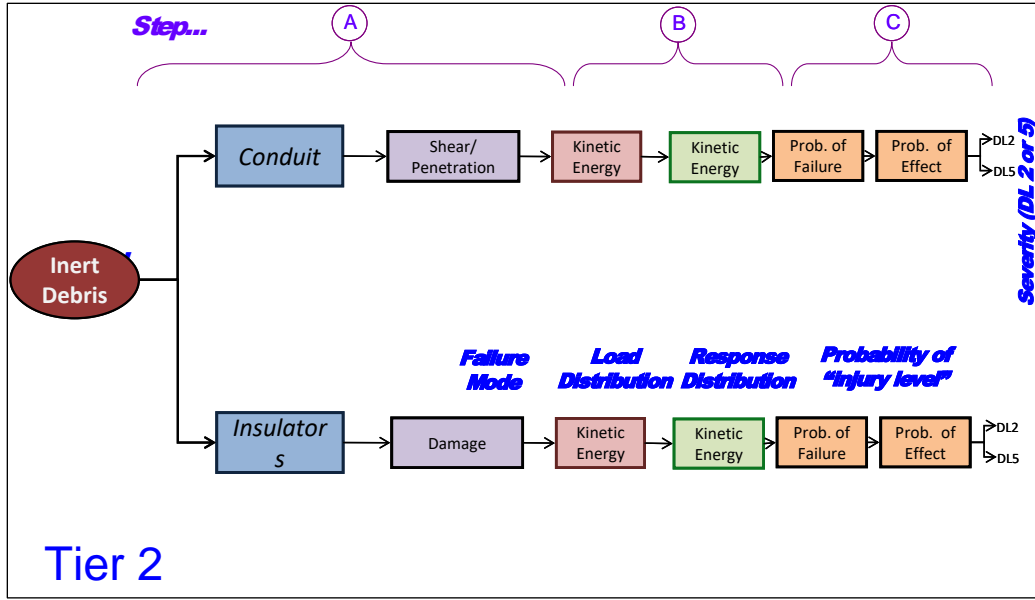 Step...
A
B
C
Conduit
Shear/
Penetration
Kinetic
Energy
Kinetic
Energy
Prob. of
Failure
Prob. of
Effect
DL2
DL5
Severity (DL 2 or 5)
Inert
Debris
Failure
Mode
Load
Distribution
Response
Distribution
Probability of
“injury level”
Insulator
s
Damage
Kinetic
Energy
Kinetic
Energy
Prob. of
Failure
Prob. of
Effect
DL2
DL5
Tier 2